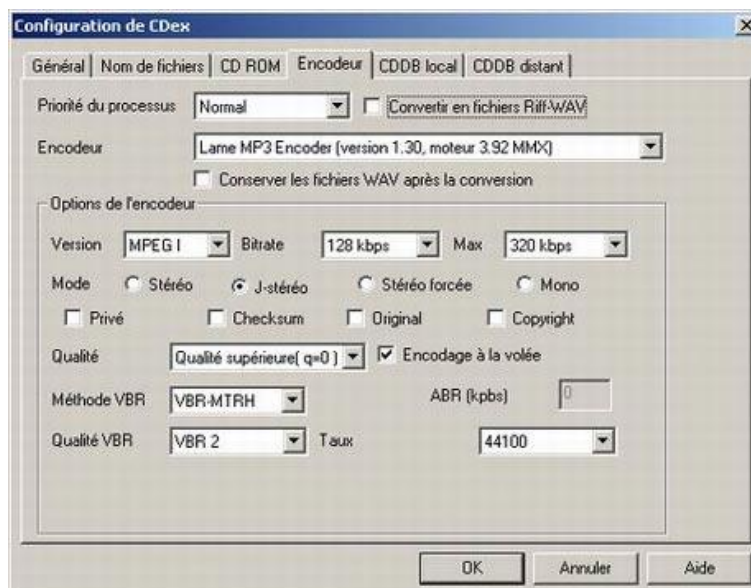 Configuration de CDex
Général Nom de fichiers CD ROM Encodeur CDDB local CDDB distant
Priorité du processus Normal Convertir en fichiers Riff-WAV
Encodeur Lame MP3 Encoder (version 1.30, moteur 3.92 MMX)
Conserver les fichiers WAV après la conversion
Options de l'encodeur
Version MPEG I Bitrate 128 kbps Max 320 kbps
Mode Stéréo J-stéréo Stéréo forcée Mono
Privé Checksum Original Copyright
Qualité Qualité supérieure( q=0 ) Encodage à la volée
Méthode VBR VBR-MTRH ABR (kpbs) 0
Qualité VBR VBR 2 Taux 44100
OK Annuler Aide